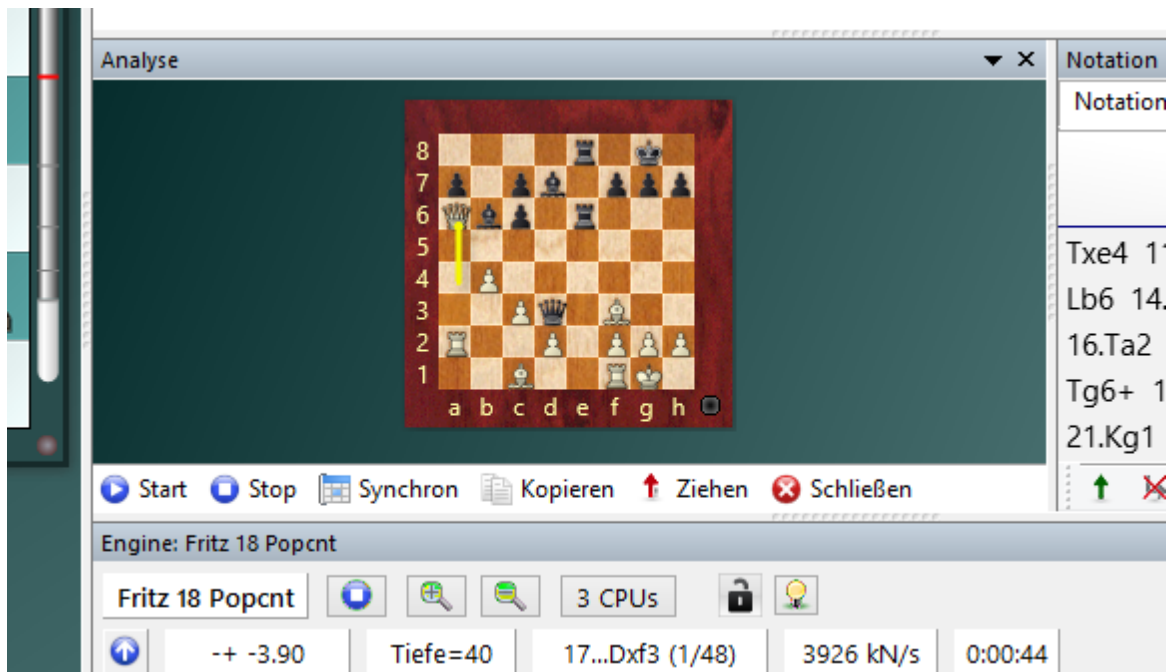 Analyse
Notation
Notation
8
7
6
5
4
3
2
1
a b c d e f g h
Txe4
Lb6 14.
16.Ta2
Tg6+ 1
21.Kg1
Start Stop Synchron Kopieren Ziehen Schließen
Engine: Fritz 18 Popcnt
Fritz 18 Popcnt 3 CPUs
-+ -3.90 Tiefe=40 17...Dxf3 (1/48) 3926 kN/s 0:00:44